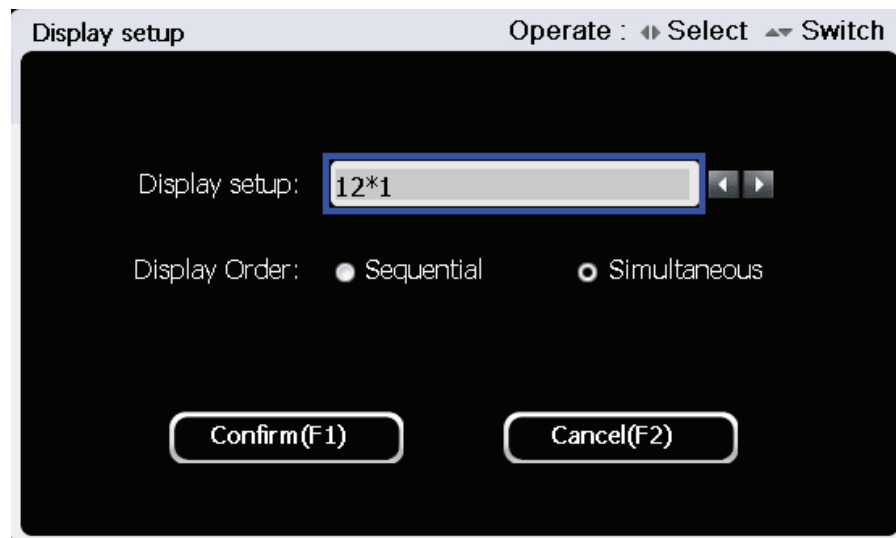 Display setup
Operate : Select Switch
Display setup: 12*1
Display Order: Sequential Simultaneous
Confirm(F1) Cancel(F2)